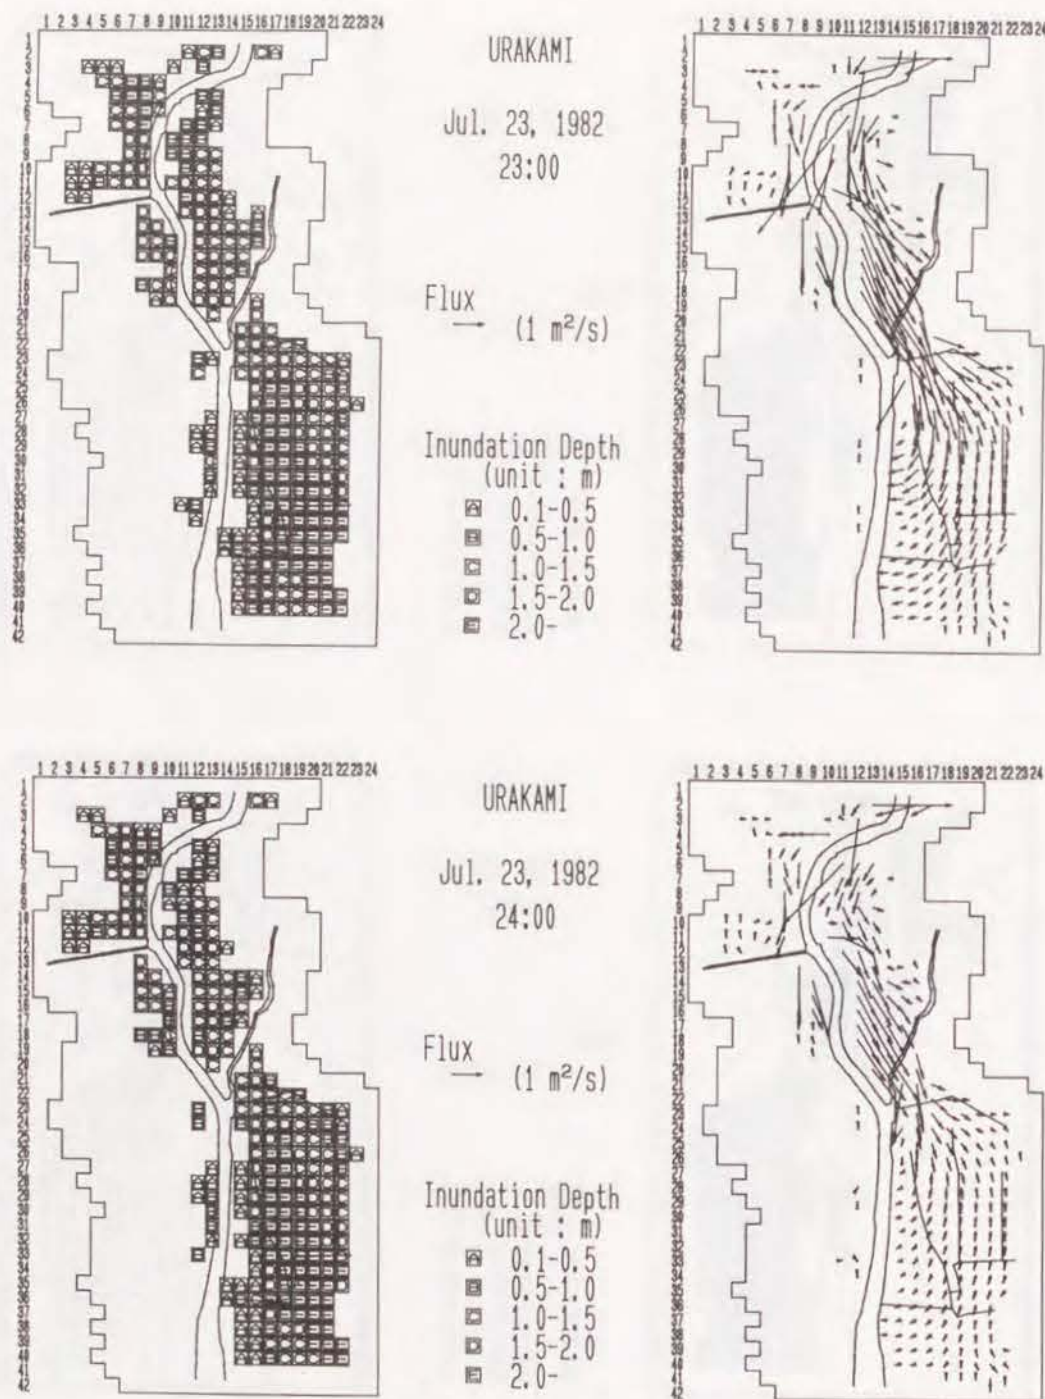 1 2 3 4 5 6 7 8 9 10 11 12 13 14 15 16 17 18 19 20 21 22 23 24
1 2 3 4 5 6 7 8 9 10 11 12 13 14 15 16 17 18 19 20 21 22 23 24
URAKAMI
Jul. 23, 1982
23:00
Flux
(1 m²/s)
Inundation Depth
(unit : m)
0.1-0.5
0.5-1.0
1.0-1.5
1.5-2.0
2.0-
1 2 3 4 5 6 7 8 9 10 11 12 13 14 15 16 17 18 19 20 21 22 23 24
1 2 3 4 5 6 7 8 9 10 11 12 13 14 15 16 17 18 19 20 21 22 23 24
URAKAMI
Jul. 23, 1982
24:00
Flux
(1 m²/s)
Inundation Depth
(unit : m)
0.1-0.5
0.5-1.0
1.0-1.5
1.5-2.0
2.0-